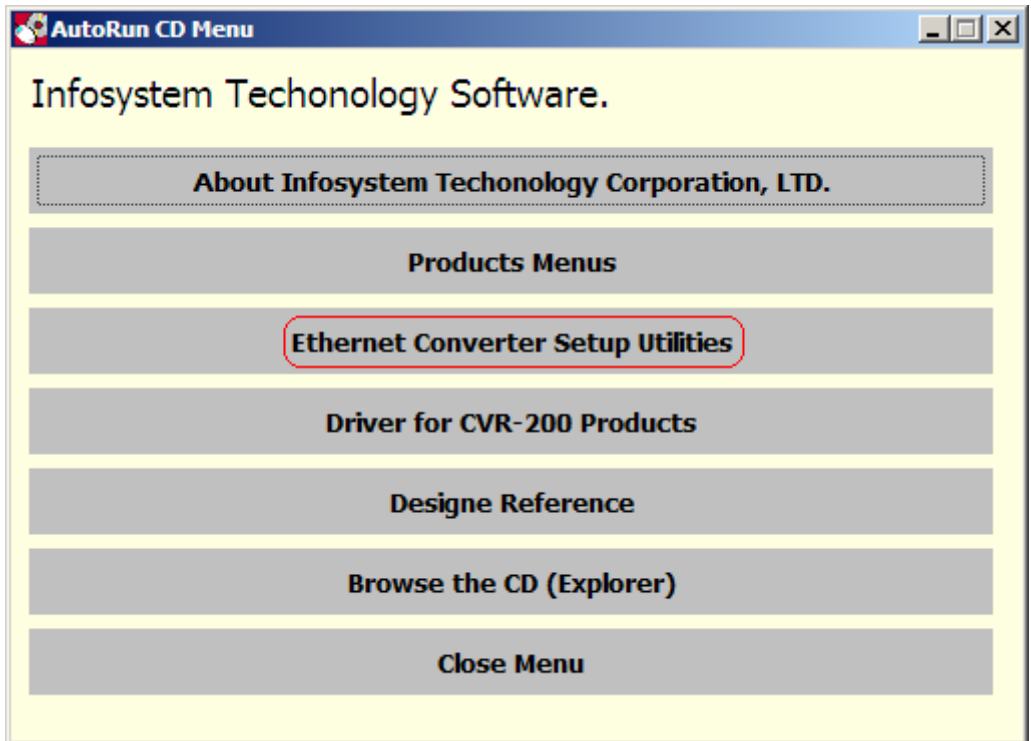 AutoRun CD Menu
Infosystem Techonology Software.
About Infosystem Techonology Corporation, LTD.
Products Menus
Ethernet Converter Setup Utilities
Driver for CVR-200 Products
Designe Reference
Browse the CD (Explorer)
Close Menu